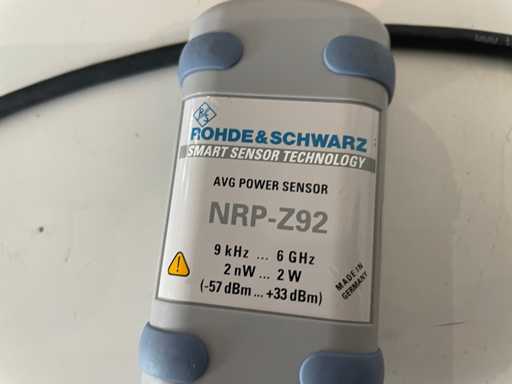 ROHDE&SCHWARZ
SMART SENSOR TECHNOLOGY
AVG POWER SENSOR
NRP-Z92
9 kHz ... 6 GHz
2 nW ... 2 W
(-57 dBm ... +33 dBm)
MADE IN
GERMANY